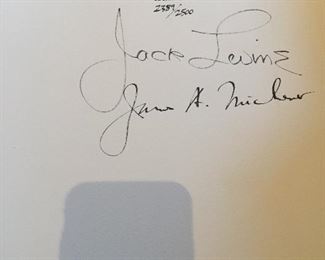 2389/2500
Jack Levine
James A. Michener